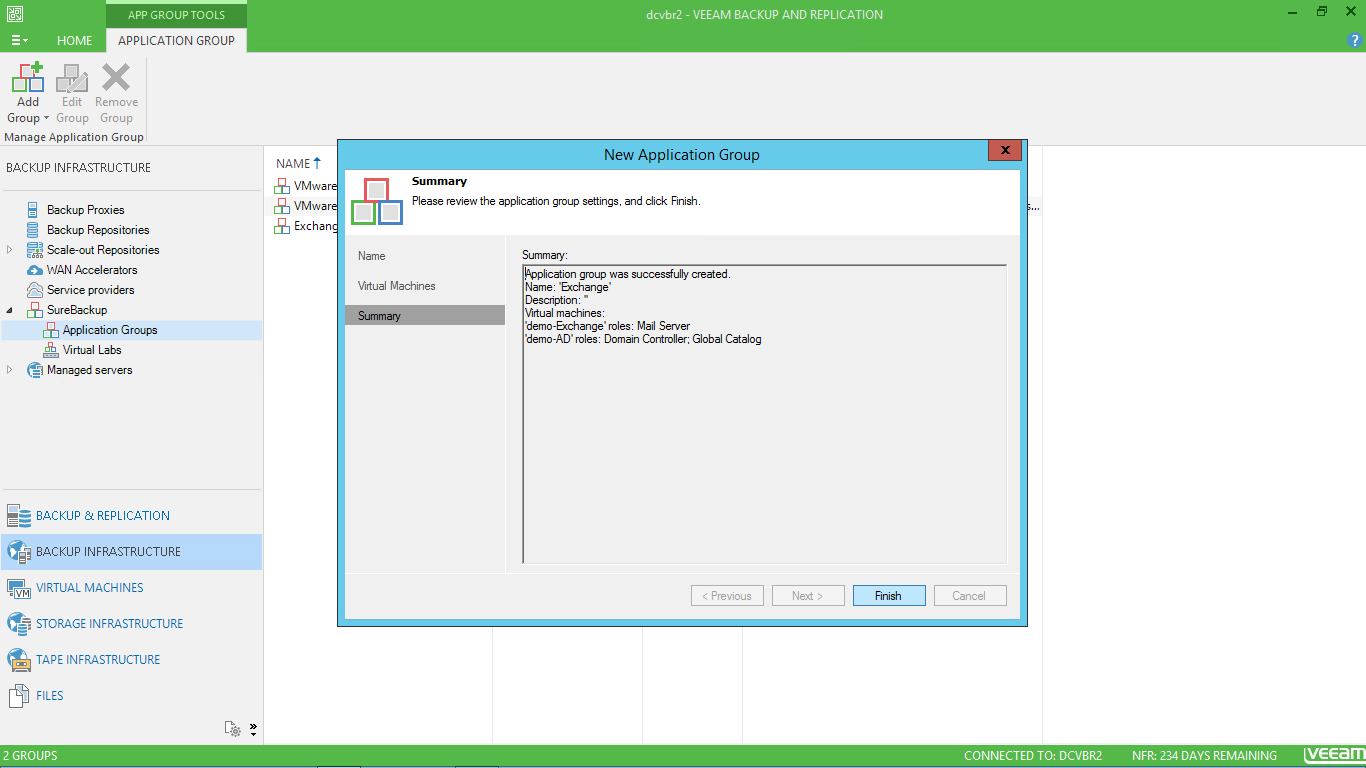 APP GROUP TOOLS
dcvbr2 - VEEAM BACKUP AND REPLICATION
HOME
APPLICATION GROUP
?
Add Group
Edit Group
Remove Group
Manage Application Group
BACKUP INFRASTRUCTURE
Backup Proxies
Backup Repositories
Scale-out Repositories
WAN Accelerators
Service providers
SureBackup
Application Groups
Virtual Labs
Managed servers
BACKUP & REPLICATION
BACKUP INFRASTRUCTURE
VM
VIRTUAL MACHINES
STORAGE INFRASTRUCTURE
TAPE INFRASTRUCTURE
FILES
NAME
VMware
VMware
s...
Exchang
New Application Group
x
Summary
Please review the application group settings, and click Finish.
Name
Virtual Machines
Summary
Summary:
Application group was successfully created.
Name: 'Exchange'
Description: ''
Virtual machines:
'demo-Exchange' roles: Mail Server
'demo-AD' roles: Domain Controller; Global Catalog
< Previous
Next >
Finish
Cancel
2 GROUPS
CONNECTED TO: DCVBR2
NFR: 234 DAYS REMAINING
veeam